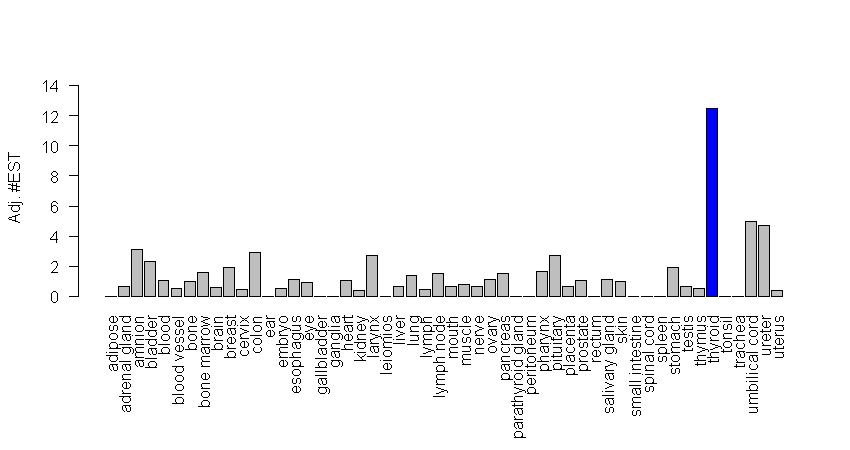 Adj. #EST
14
12
10
8
6
4
2
0
adipose
adrenal gland
amnion
bladder
blood
blood vessel
bone
bone marrow
brain
breast
cervix
colon
ear
embryo
esophagus
eye
gallbladder
ganglia
heart
kidney
larynx
leiomios
liver
lung
lymph
lymph node
mouth
muscle
nerve
ovary
pancreas
parathyroid gland
peritoneum
pharynx
pituitary
placenta
prostate
rectum
salivary gland
skin
small intestine
spinal cord
spleen
stomach
testis
thymus
thyroid
tonsil
trachea
umbilical cord
ureter
uterus